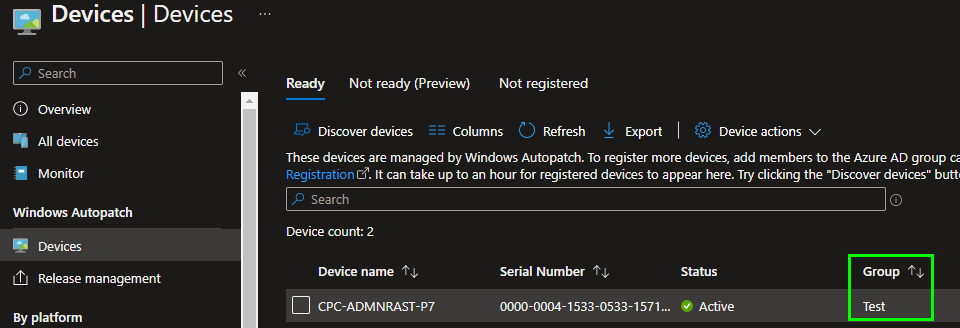 Devices | Devices ...
Search
Overview
All devices
Monitor
Windows Autopatch
Devices
Release management
By platform
Ready Not ready (Preview) Not registered
Discover devices Columns Refresh Export | Device actions
These devices are managed by Windows Autopatch. To register more devices, add members to the Azure AD group ca
Registration. It can take up to an hour for registered devices to appear here. Try clicking the "Discover devices" butto
Search
Device count: 2
Device name Serial Number Status Group
CPC-ADMNRAST-P7 0000-0004-1533-0533-1571... Active Test